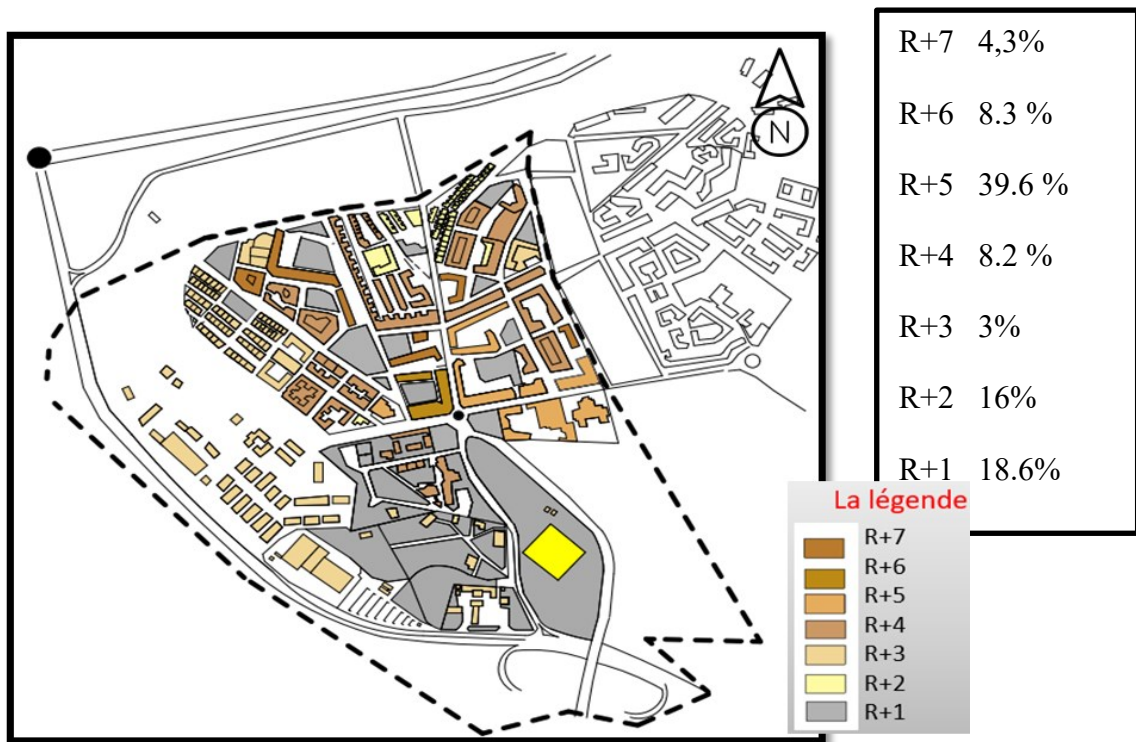 N
R+7 4,3%
R+6 8.3 %
R+5 39.6 %
R+4 8.2 %
R+3 3%
R+2 16%
R+1 18.6%
La légende
R+7
R+6
R+5
R+4
R+3
R+2
R+1